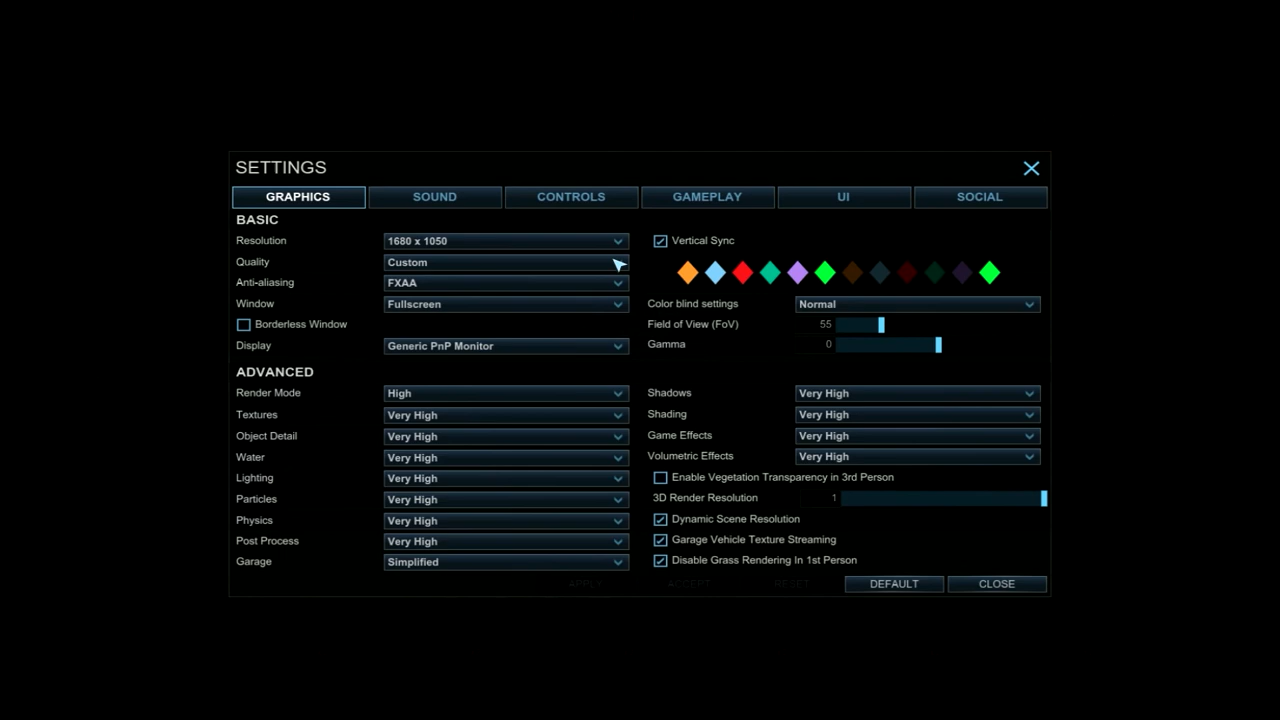 SETTINGS
GRAPHICS SOUND CONTROLS GAMEPLAY UI SOCIAL
BASIC
Resolution 1680 x 1050
Quality Custom
Anti-aliasing FXAA
Window Fullscreen
Borderless Window
Display Generic PnP Monitor
Vertical Sync
Color blind settings Normal
Field of View (FoV) 55
Gamma 0
ADVANCED
Render Mode High
Textures Very High
Object Detail Very High
Water Very High
Lighting Very High
Particles Very High
Physics Very High
Post Process Very High
Garage Simplified
Shadows Very High
Shading Very High
Game Effects Very High
Volumetric Effects Very High
Enable Vegetation Transparency in 3rd Person
3D Render Resolution 1
Dynamic Scene Resolution
Garage Vehicle Texture Streaming
Disable Grass Rendering In 1st Person
APPLY ACCEPT RESET DEFAULT CLOSE